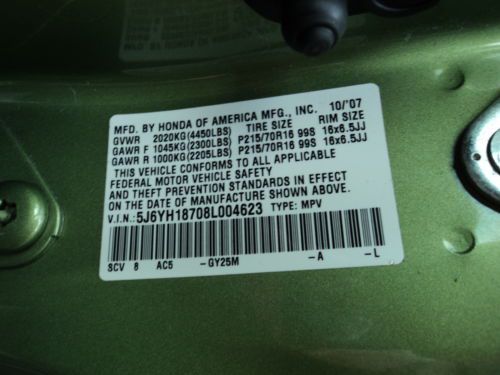 MFD. BY HONDA OF AMERICA MFG., INC. 10/'07
GVWR 2020KG(4450LBS) TIRE SIZE RIM SIZE
GAWR F 1045KG(2300LBS) P215/70R16 99S 16x6.5JJ
GAWR R 1000KG(2205LBS) P215/70R16 99S 16x6.5JJ
THIS VEHICLE CONFORMS TO ALL APPLICABLE
FEDERAL MOTOR VEHICLE SAFETY
AND THEFT PREVENTION STANDARDS IN EFFECT
ON THE DATE OF MANUFACTURE SHOWN ABOVE.
V.I.N.: 5J6YH18708L004623 TYPE: MPV
SCV 8 AC5 -GY25M -A -L